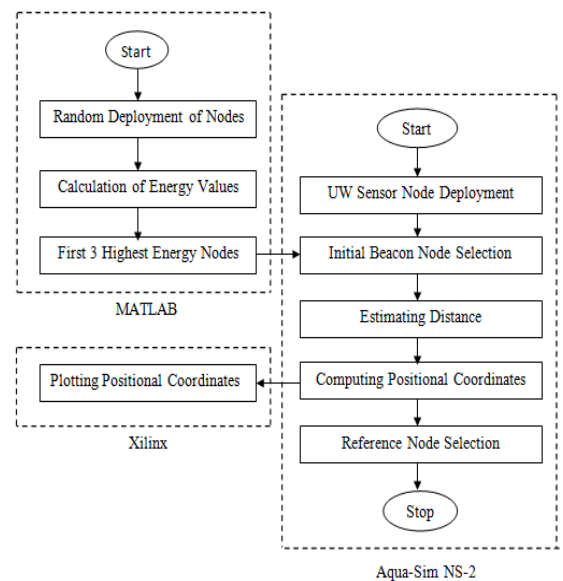 Start
Random Deployment of Nodes
Calculation of Energy Values
First 3 Highest Energy Nodes
MATLAB
Plotting Positional Coordinates
Xilinx
Start
UW Sensor Node Deployment
Initial Beacon Node Selection
Estimating Distance
Computing Positional Coordinates
Reference Node Selection
Stop
Aqua-Sim NS-2